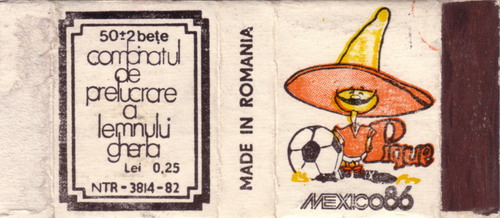 50±2 bețe
combinatul
de
prelucrare
a
lemnului
gherla
Lei 0,25
NTR - 3814 - 82
MADE IN ROMANIA
Pique
MEXICO86